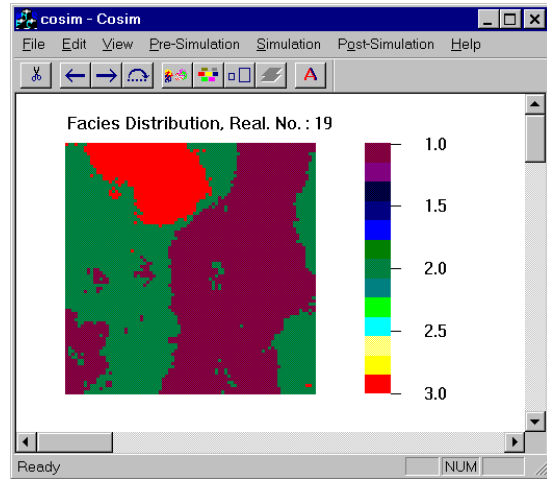 cosim - Cosim
File Edit View Pre-Simulation Simulation Post-Simulation Help
A
Facies Distribution, Real. No. : 19
1.0
1.5
2.0
2.5
3.0
Ready NUM